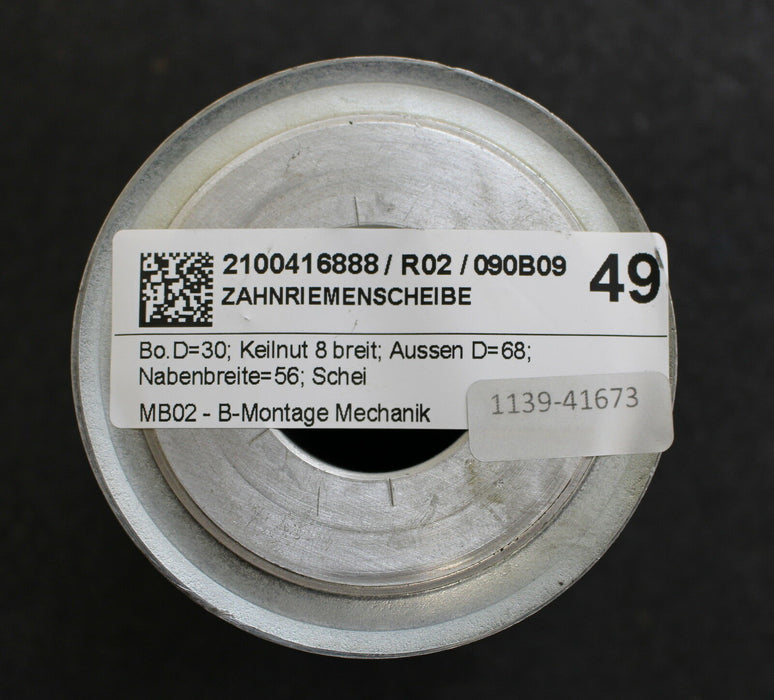 2100416888 / R02 / 090B09
49
ZAHNRIEMENSCHEIBE
Bo.D=30; Keilnut 8 breit; Aussen D=68;
Nabenbreite=56; Schei
MB02 - B-Montage Mechanik
1139-41673